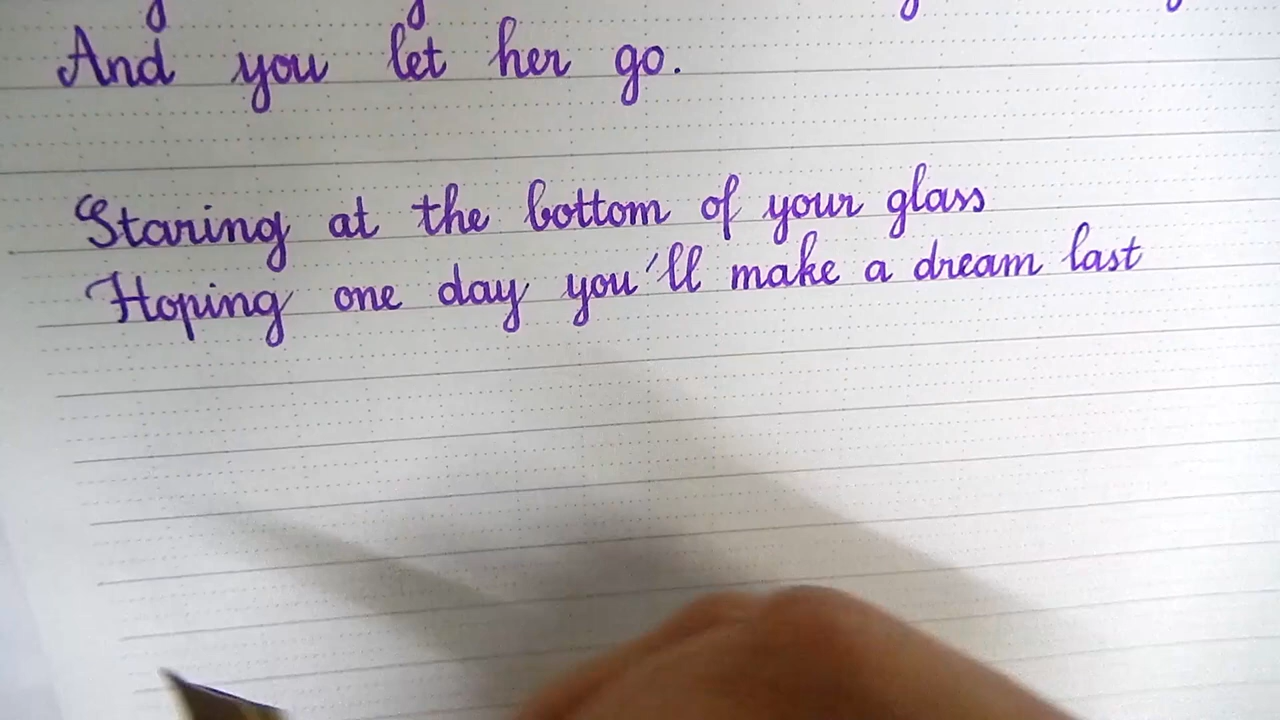 And you let her go.
Staring at the bottom of your glass
Hoping one day you'll make a dream last